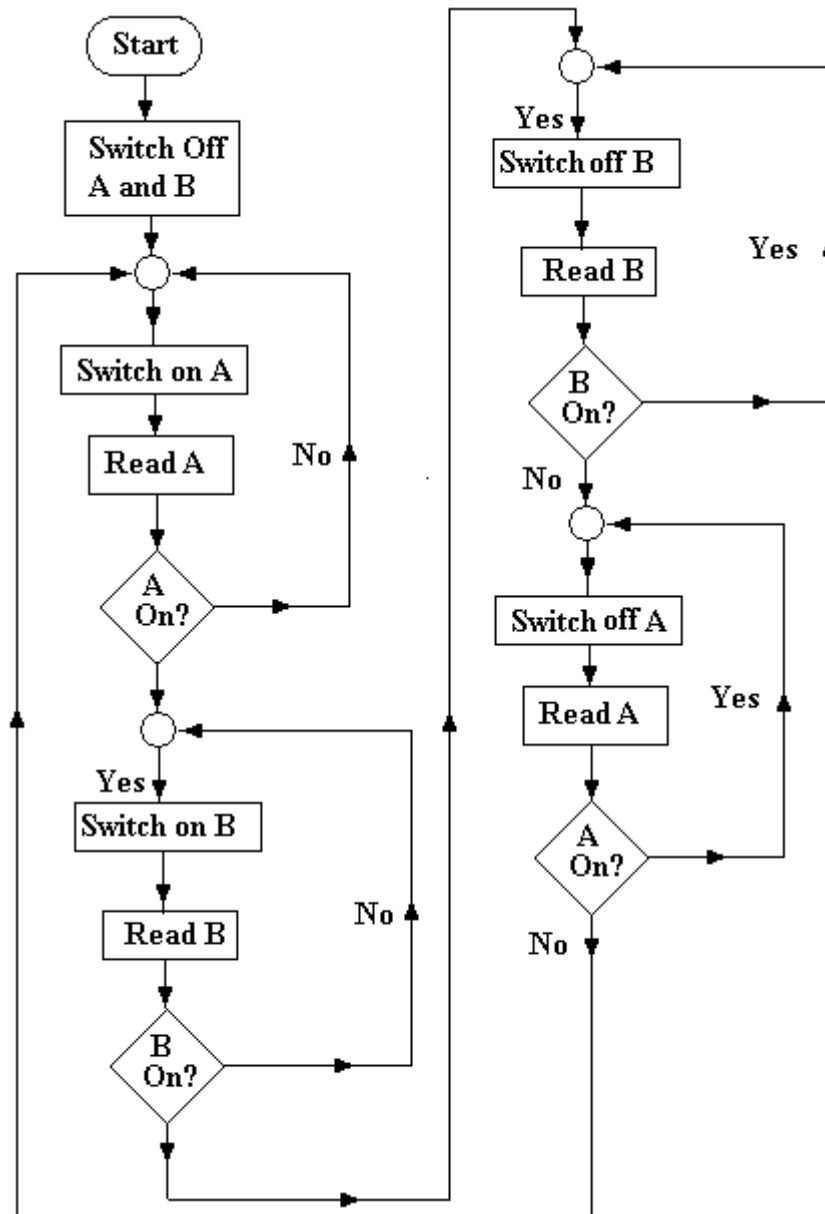 Start
Switch Off
A and B
Switch on A
Read A
No
A
On?
Yes
Switch on B
Read B
No
B
On?
Yes
Switch off B
Read B
Yes
B
On?
No
Switch off A
Read A
Yes
A
On?
No